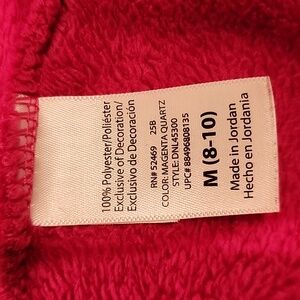 100% Polyester/Poliéster
Exclusive of Decoration/
Exclusivo de Decoración
RN# 52469 25B
COLOR: MAGENTA QUARTZ
STYLE: DNL45300
UPC# 88496808135
M (8-10)
Made in Jordan
Hecho en Jordania